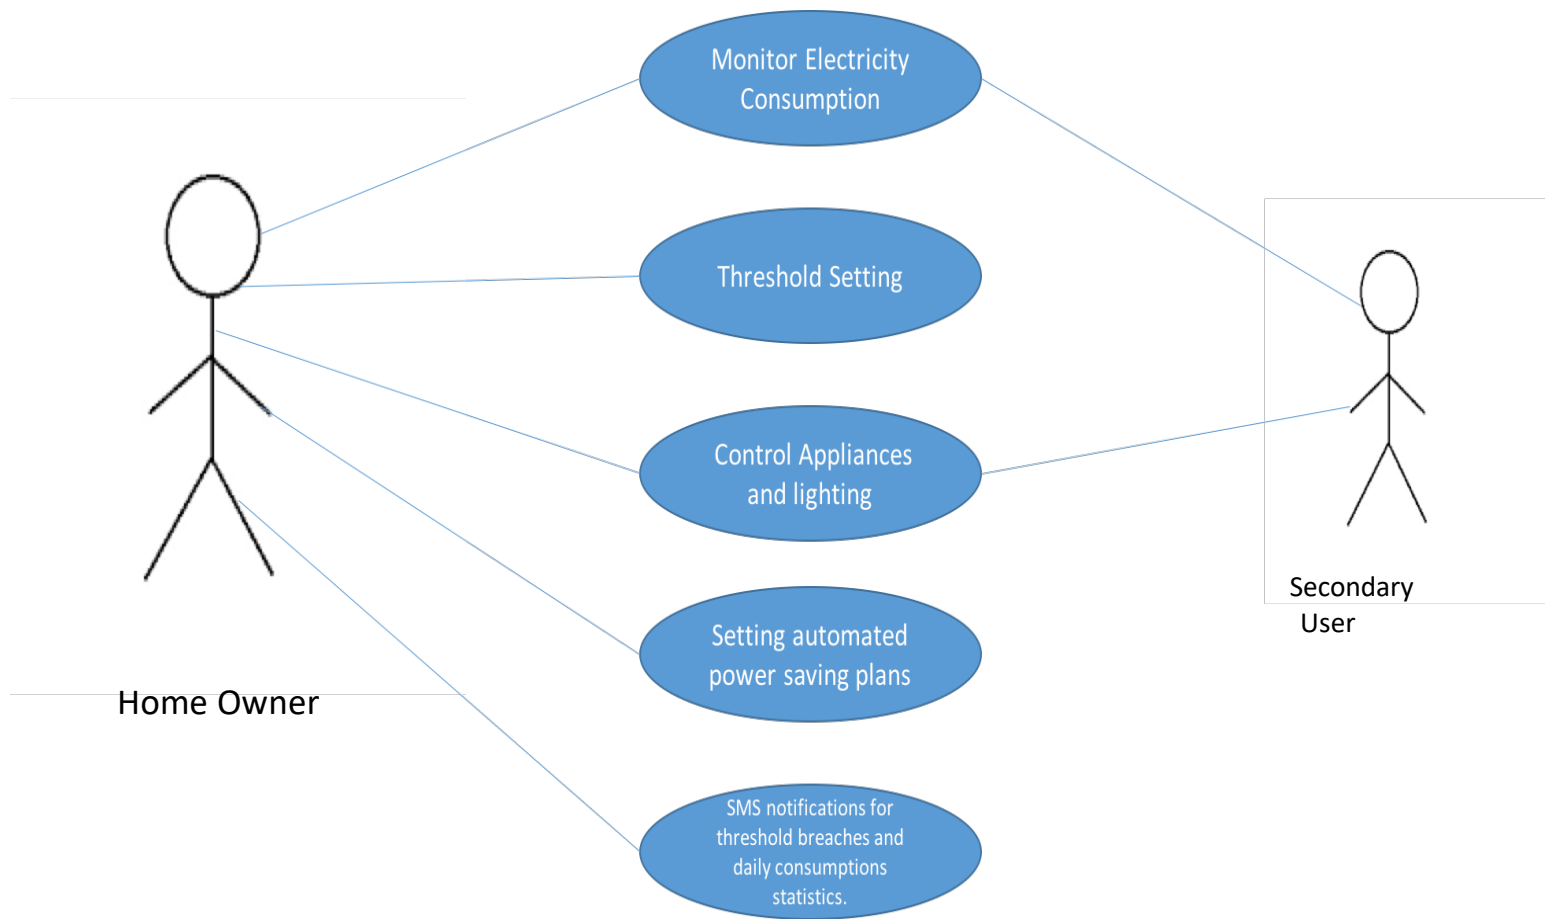 Monitor Electricity
Consumption
Threshold Setting
Control Appliances
and lighting
Secondary
User
Setting automated
power saving plans
Home Owner
SMS notifications for
threshold breaches and
daily consumptions
statistics.